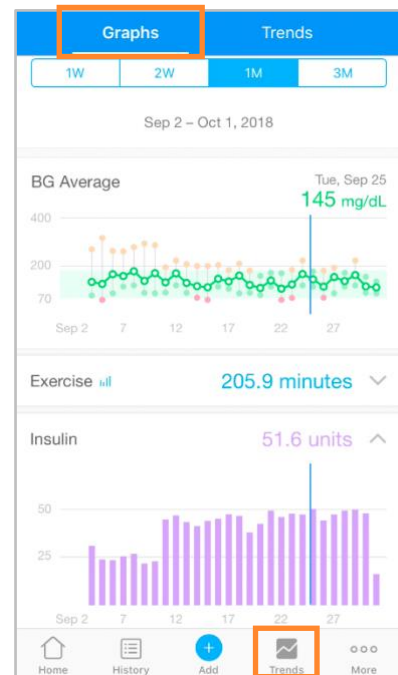 Graphs Trends
1W 2W 1M 3M
Sep 2 – Oct 1, 2018
BG Average Tue, Sep 25
145 mg/dL
400
200
70
Sep 2 7 12 17 22 27
Exercise 205.9 minutes
Insulin 51.6 units
50
25
Sep 2 7 12 17 22 27
Home History Add Trends More